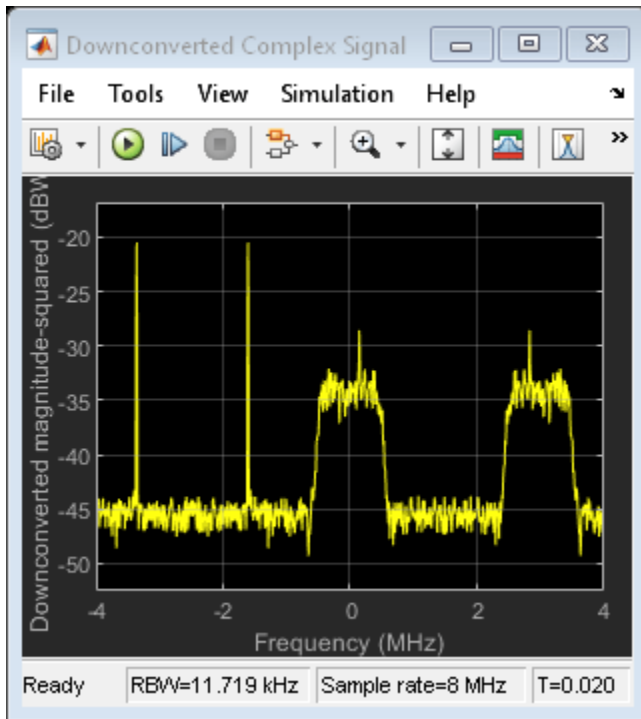 Downconverted Complex Signal
File Tools View Simulation Help
»
Downconverted magnitude-squared (dBW
-20
-25
-30
-35
-40
-45
-50
-4 -2 0 2 4
Frequency (MHz)
Ready RBW=11.719 kHz Sample rate=8 MHz T=0.020